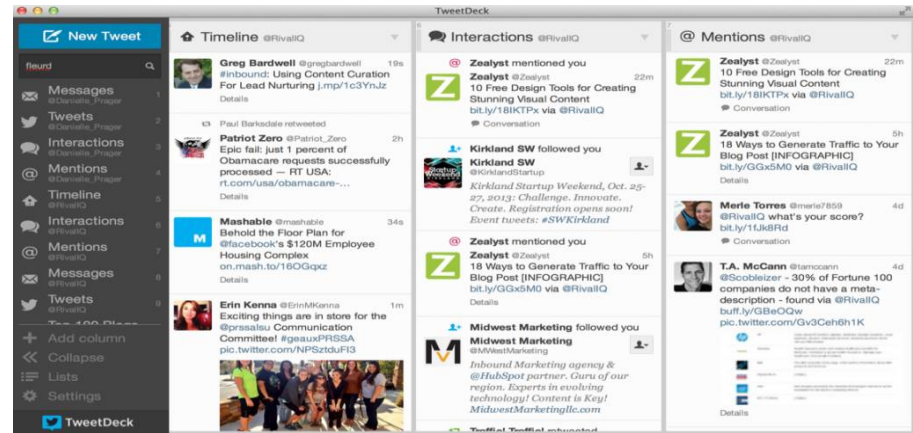 TweetDeck
New Tweet
fleurd
Messages 1
@Danielle_Prager
Tweets 2
@Danielle_Prager
Interactions 3
@Danielle_Prager
Mentions 4
@Danielle_Prager
Timeline 5
@RivalIQ
Interactions 6
@RivalIQ
Mentions 7
@RivalIQ
Messages 8
@RivalIQ
Tweets 9
@RivalIQ
Add column
Collapse
Lists
Settings
TweetDeck
Timeline @RivalIQ
Greg Bardwell @gregbardwell 19s
#inbound: Using Content Curation
For Lead Nurturing j.mp/1c3YnJz
Details
Paul Barksdale retweeted
Patriot Zero @Patriot_Zero 2h
Epic fail: just 1 percent of
Obamacare requests successfully
processed — RT USA:
rt.com/usa/obamacare-...
Details
Mashable @mashable 34s
Behold the Floor Plan for
@facebook's $120M Employee
Housing Complex
on.mash.to/16OGqxz
Details
Erin Kenna @ErinMKenna 1m
Exciting things are in store for the
@prssalsu Communication
Committee! #geauxPRSSA
pic.twitter.com/NPSztduFI3
6
Interactions @RivalIQ
Zealyst mentioned you
Zealyst @Zealyst 22m
10 Free Design Tools for Creating
Stunning Visual Content
bit.ly/18IKTPx via @RivalIQ
Conversation
Kirkland SW followed you
Startup
Weekend
Kirkland SW
@KirklandStartup
Kirkland Startup Weekend, Oct. 25-
27, 2013: Challenge. Innovate.
Create. Registration opens soon!
Event tweets: #SWKirkland
Zealyst mentioned you
Zealyst @Zealyst 5h
18 Ways to Generate Traffic to Your
Blog Post [INFOGRAPHIC]
bit.ly/GGx5M0 via @RivalIQ
Details
Midwest Marketing followed you
Midwest Marketing
@MWestMarketing
Inbound Marketing agency &
@HubSpot partner. Guru of our
region. Experts in evolving
technology! Content is Key!
MidwestMarketingllc.com
7
Mentions @RivalIQ
Zealyst @Zealyst 22m
10 Free Design Tools for Creating
Stunning Visual Content
bit.ly/18IKTPx via @RivalIQ
Conversation
Zealyst @Zealyst 5h
18 Ways to Generate Traffic to Your
Blog Post [INFOGRAPHIC]
bit.ly/GGx5M0 via @RivalIQ
Details
Merle Torres @merle7859 4d
@RivalIQ what's your score?
bit.ly/1fJk8Rd
Conversation
T.A. McCann @tamccann 4d
@Scobleizer - 30% of Fortune 100
companies do not have a meta-
description - found via @RivalIQ
buff.ly/GBeOQw
pic.twitter.com/Gv3Ceh6h1K
Details